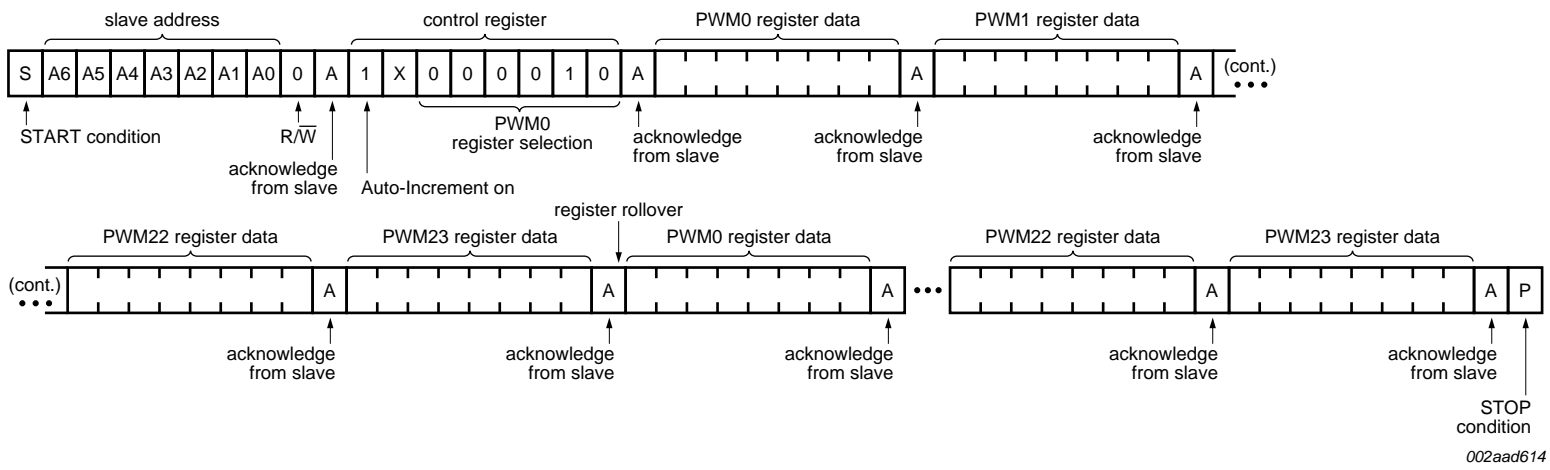 slave address control register PWM0 register data PWM1 register data
S A6 A5 A4 A3 A2 A1 A0 0 A 1 X 0 0 0 0 1 0 A A A (cont.)
START condition R/W̅ PWM0 register selection acknowledge from slave acknowledge from slave acknowledge from slave
acknowledge from slave Auto-Increment on
register rollover
PWM22 register data PWM23 register data PWM0 register data PWM22 register data PWM23 register data
(cont.) A A A A A P
acknowledge from slave acknowledge from slave acknowledge from slave acknowledge from slave acknowledge from slave
STOP condition
002aad614